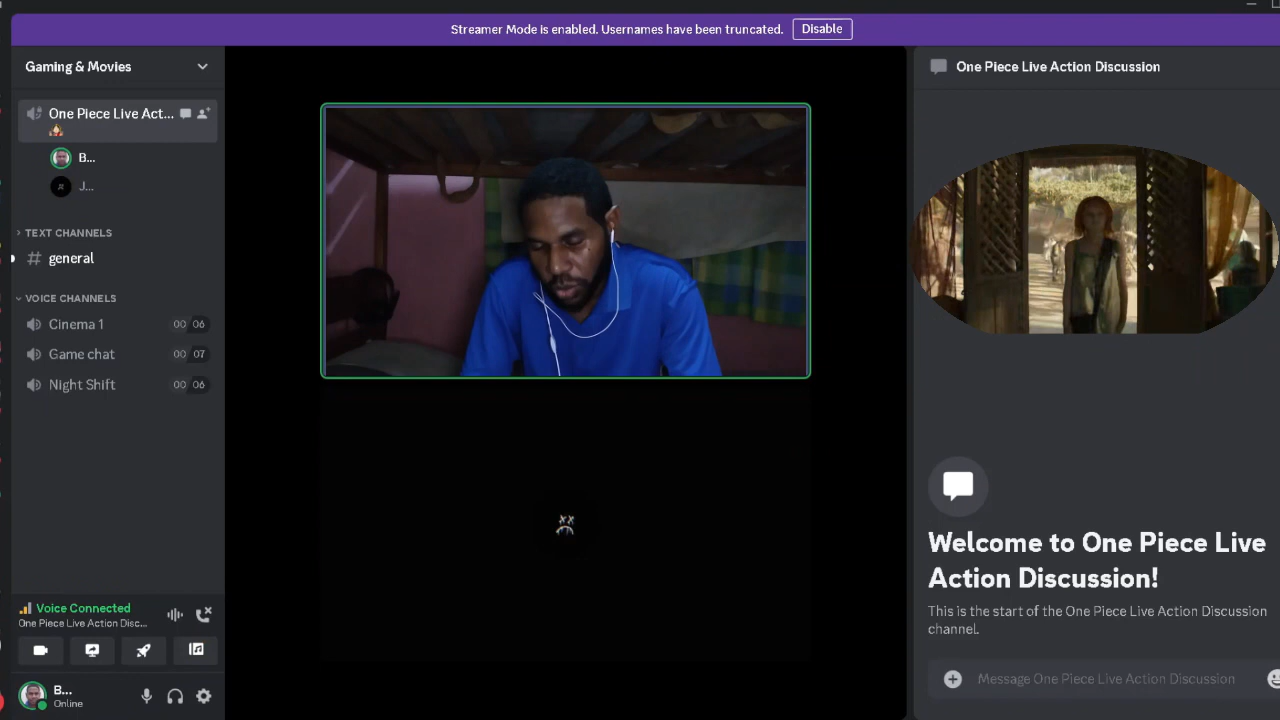 Streamer Mode is enabled. Usernames have been truncated. Disable
Gaming & Movies
One Piece Live Act...
B...
J...
TEXT CHANNELS
# general
VOICE CHANNELS
Cinema 1 00 06
Game chat 00 07
Night Shift 00 06
Voice Connected
One Piece Live Action Disc...
B...
Online
One Piece Live Action Discussion
Welcome to One Piece Live
Action Discussion!
This is the start of the One Piece Live Action Discussion
channel.
Message One Piece Live Action Discussion